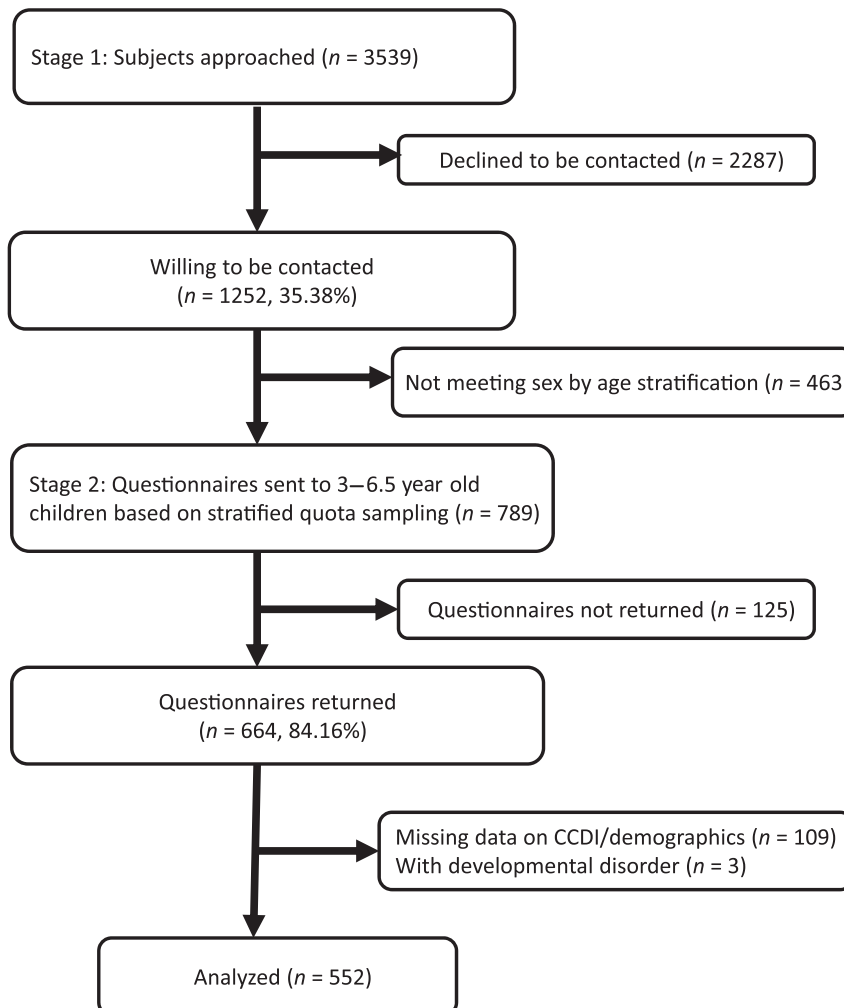 Stage 1: Subjects approached (n = 3539)
Declined to be contacted (n = 2287)
Willing to be contacted
(n = 1252, 35.38%)
Not meeting sex by age stratification (n = 463
Stage 2: Questionnaires sent to 3–6.5 year old
children based on stratified quota sampling (n = 789)
Questionnaires not returned (n = 125)
Questionnaires returned
(n = 664, 84.16%)
Missing data on CCDI/demographics (n = 109)
With developmental disorder (n = 3)
Analyzed (n = 552)